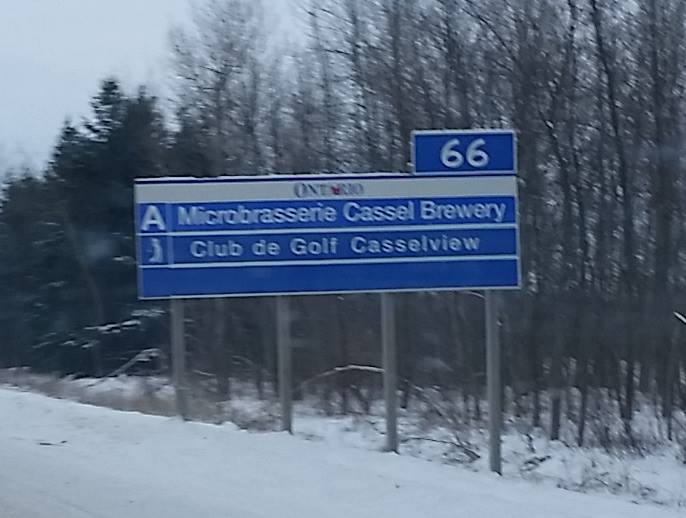 66
ONTARIO
A Microbrasserie Cassel Brewery
Club de Golf Casselview